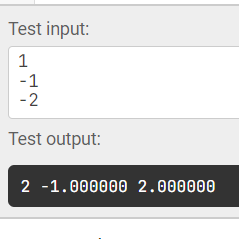 Test input:
1
-1
-2
Test output:
2 -1.000000 2.000000